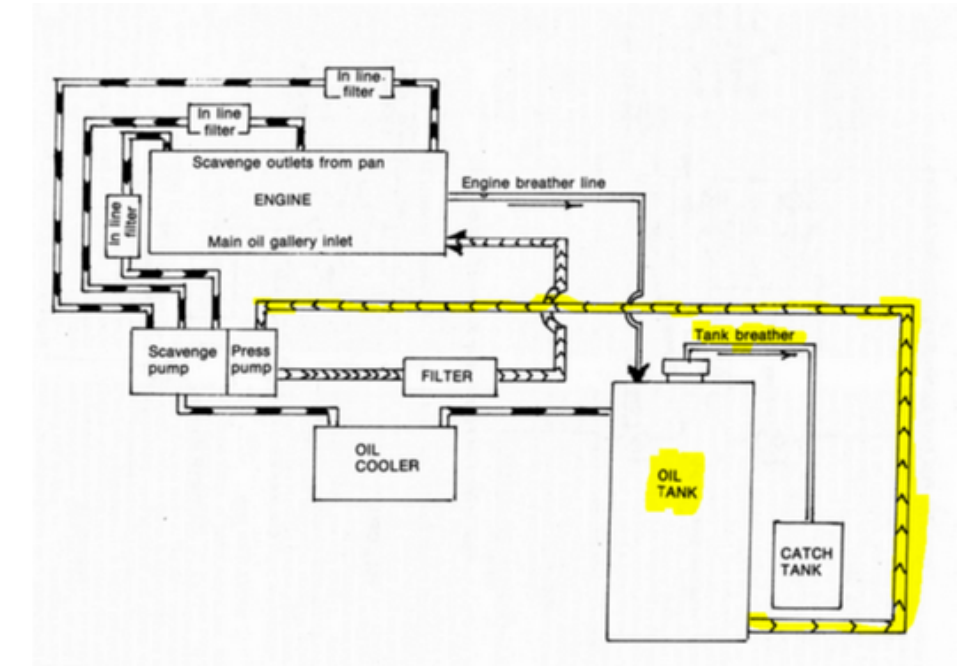 In line
filter
In line
filter
Scavenge outlets from pan
Engine breather line
ENGINE
In line
filter
Main oil gallery inlet
Tank breather
Scavenge
pump
Press
pump
FILTER
OIL
COOLER
OIL
TANK
CATCH
TANK